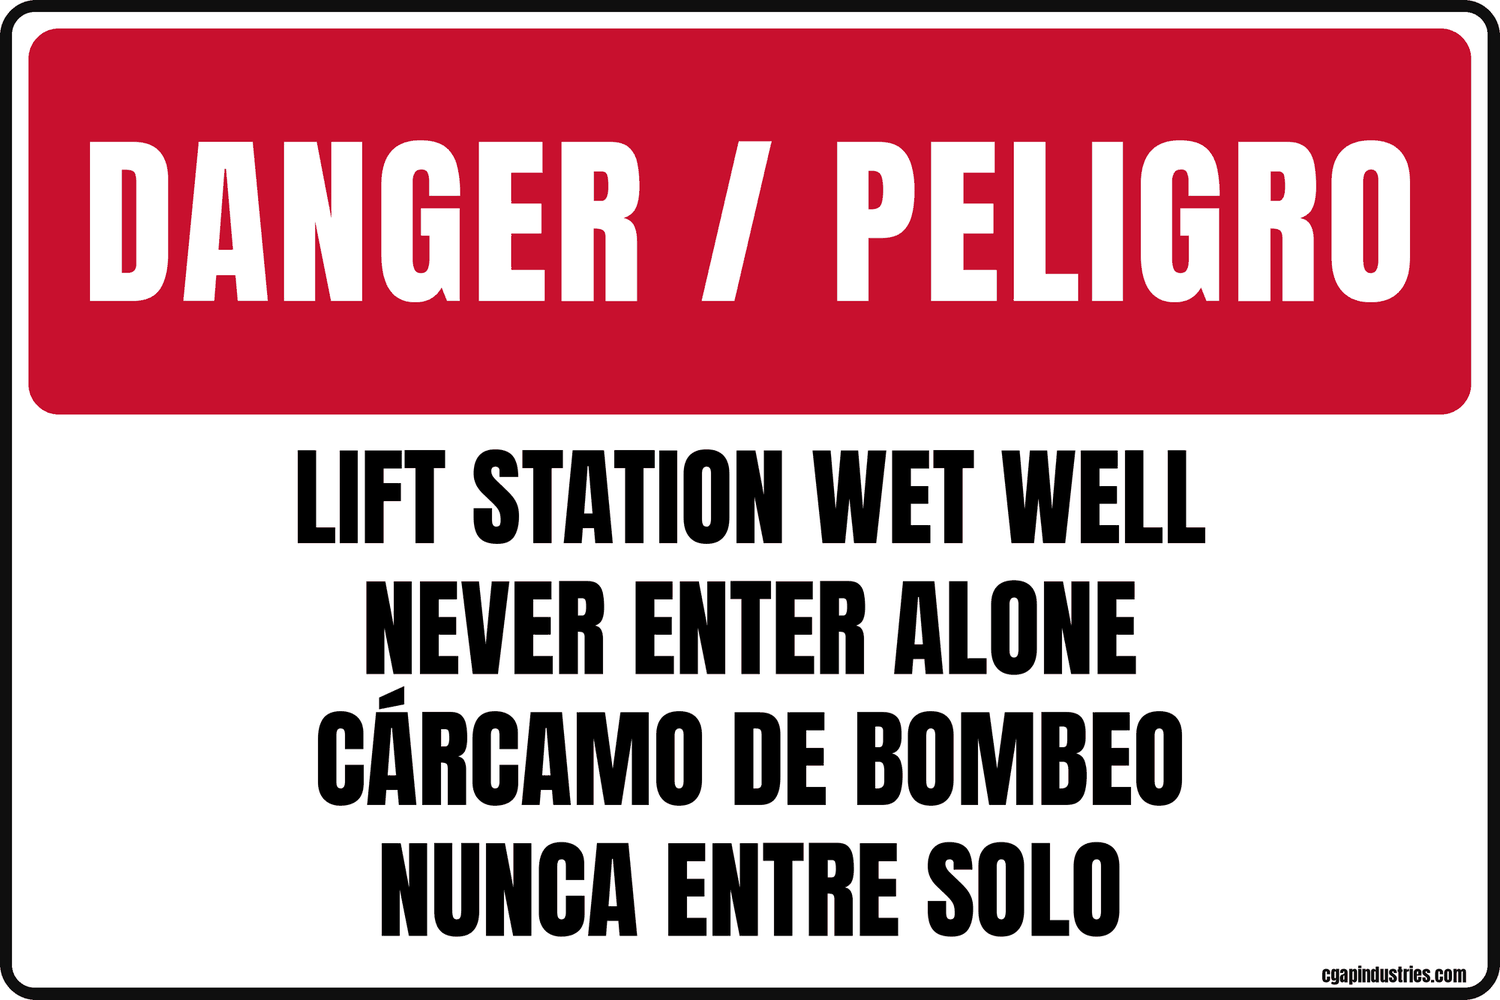 DANGER / PELIGRO
LIFT STATION WET WELL
NEVER ENTER ALONE
CÁRCAMO DE BOMBEO
NUNCA ENTRE SOLO
cgapindustries.com